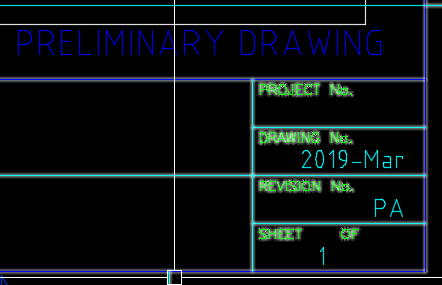 PRELIMINARY DRAWING
PROJECT No.
DRAWING No.
2019-Mar
REVISION No.
PA
SHEET OF
1